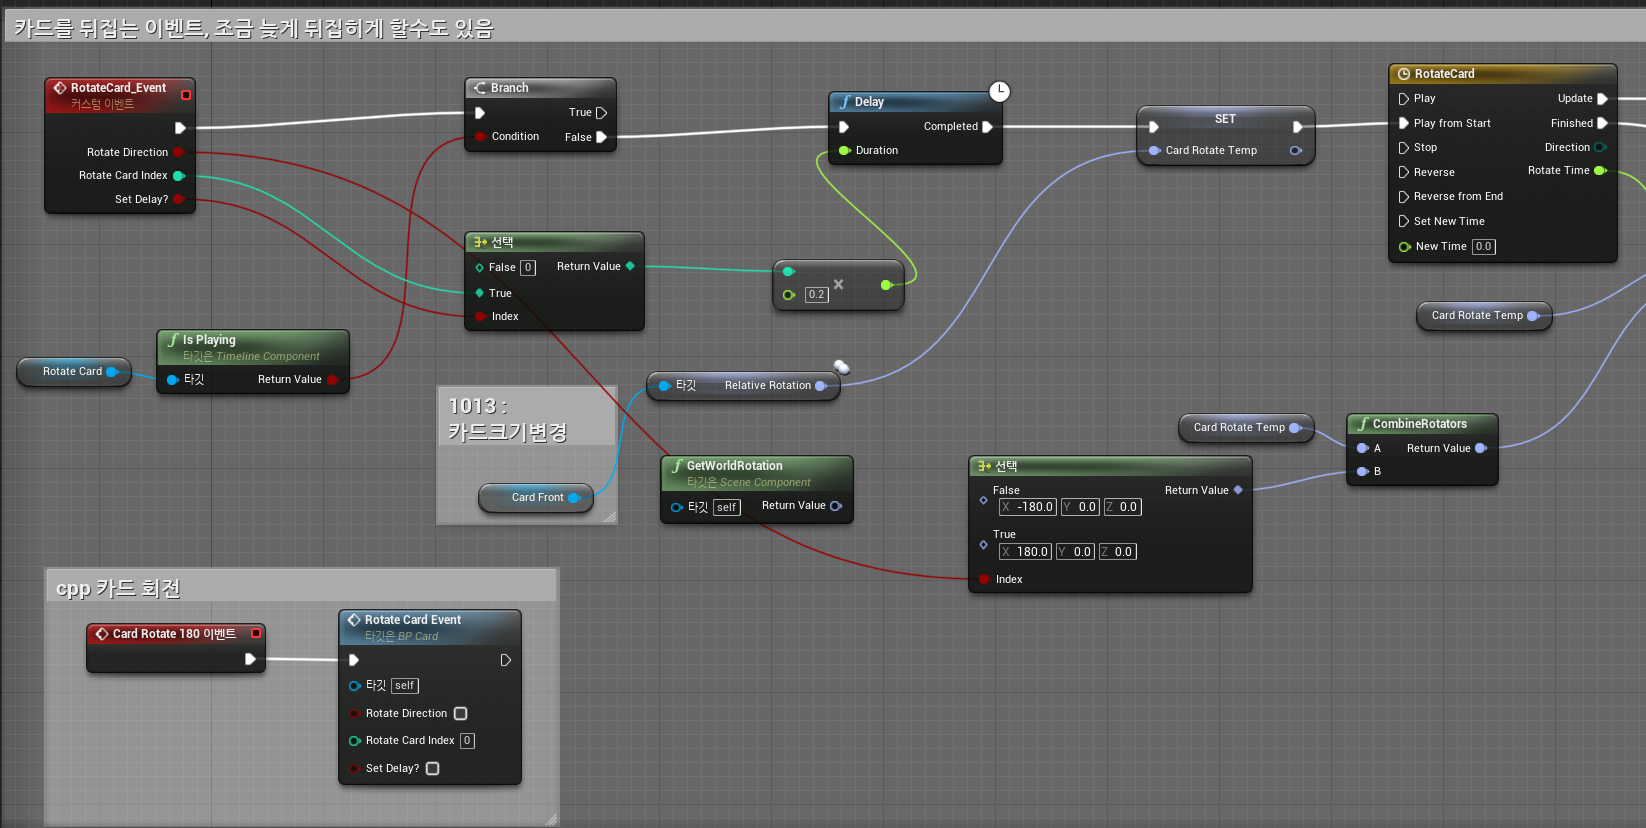 카드를 뒤집는 이벤트, 조금 늦게 뒤집히게 할수도 있음
RotateCard_Event
커스텀 이벤트
Rotate Direction
Rotate Card Index
Set Delay?
Branch
True
Condition
False
Delay
Completed
Duration
SET
Card Rotate Temp
RotateCard
Play
Update
Play from Start
Finished
Stop
Direction
Reverse
Rotate Time
Reverse from End
Set New Time
New Time 0.0
선택
False 0
Return Value
True
Index
0.2
×
Card Rotate Temp
Rotate Card
Is Playing
타깃은 Timeline Component
타깃
Return Value
타깃
Relative Rotation
1013 :
카드크기변경
Card Front
GetWorldRotation
타깃은 Scene Component
타깃 self
Return Value
Card Rotate Temp
CombineRotators
A
Return Value
B
선택
False
Return Value
X -180.0 Y 0.0 Z 0.0
True
X 180.0 Y 0.0 Z 0.0
Index
cpp 카드 회전
Card Rotate 180 이벤트
Rotate Card Event
타깃은 BP Card
타깃 self
Rotate Direction
Rotate Card Index 0
Set Delay?